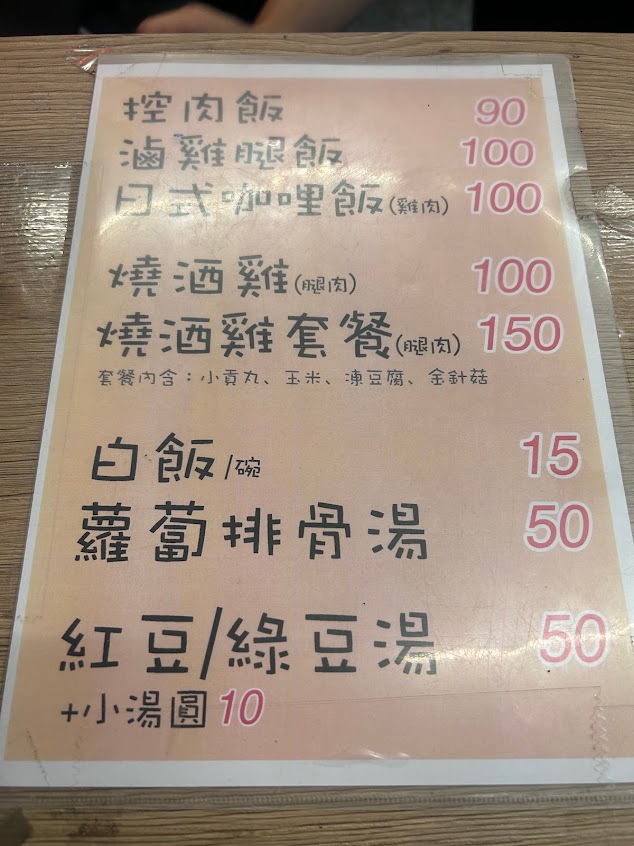 控肉飯 90
滷雞腿飯 100
日式咖哩飯(雞肉) 100
燒酒雞(腿肉) 100
燒酒雞套餐(腿肉) 150
套餐內含：小貢丸、玉米、凍豆腐、金針菇
白飯/碗 15
蘿蔔排骨湯 50
紅豆/綠豆湯 50
+小湯圓 10